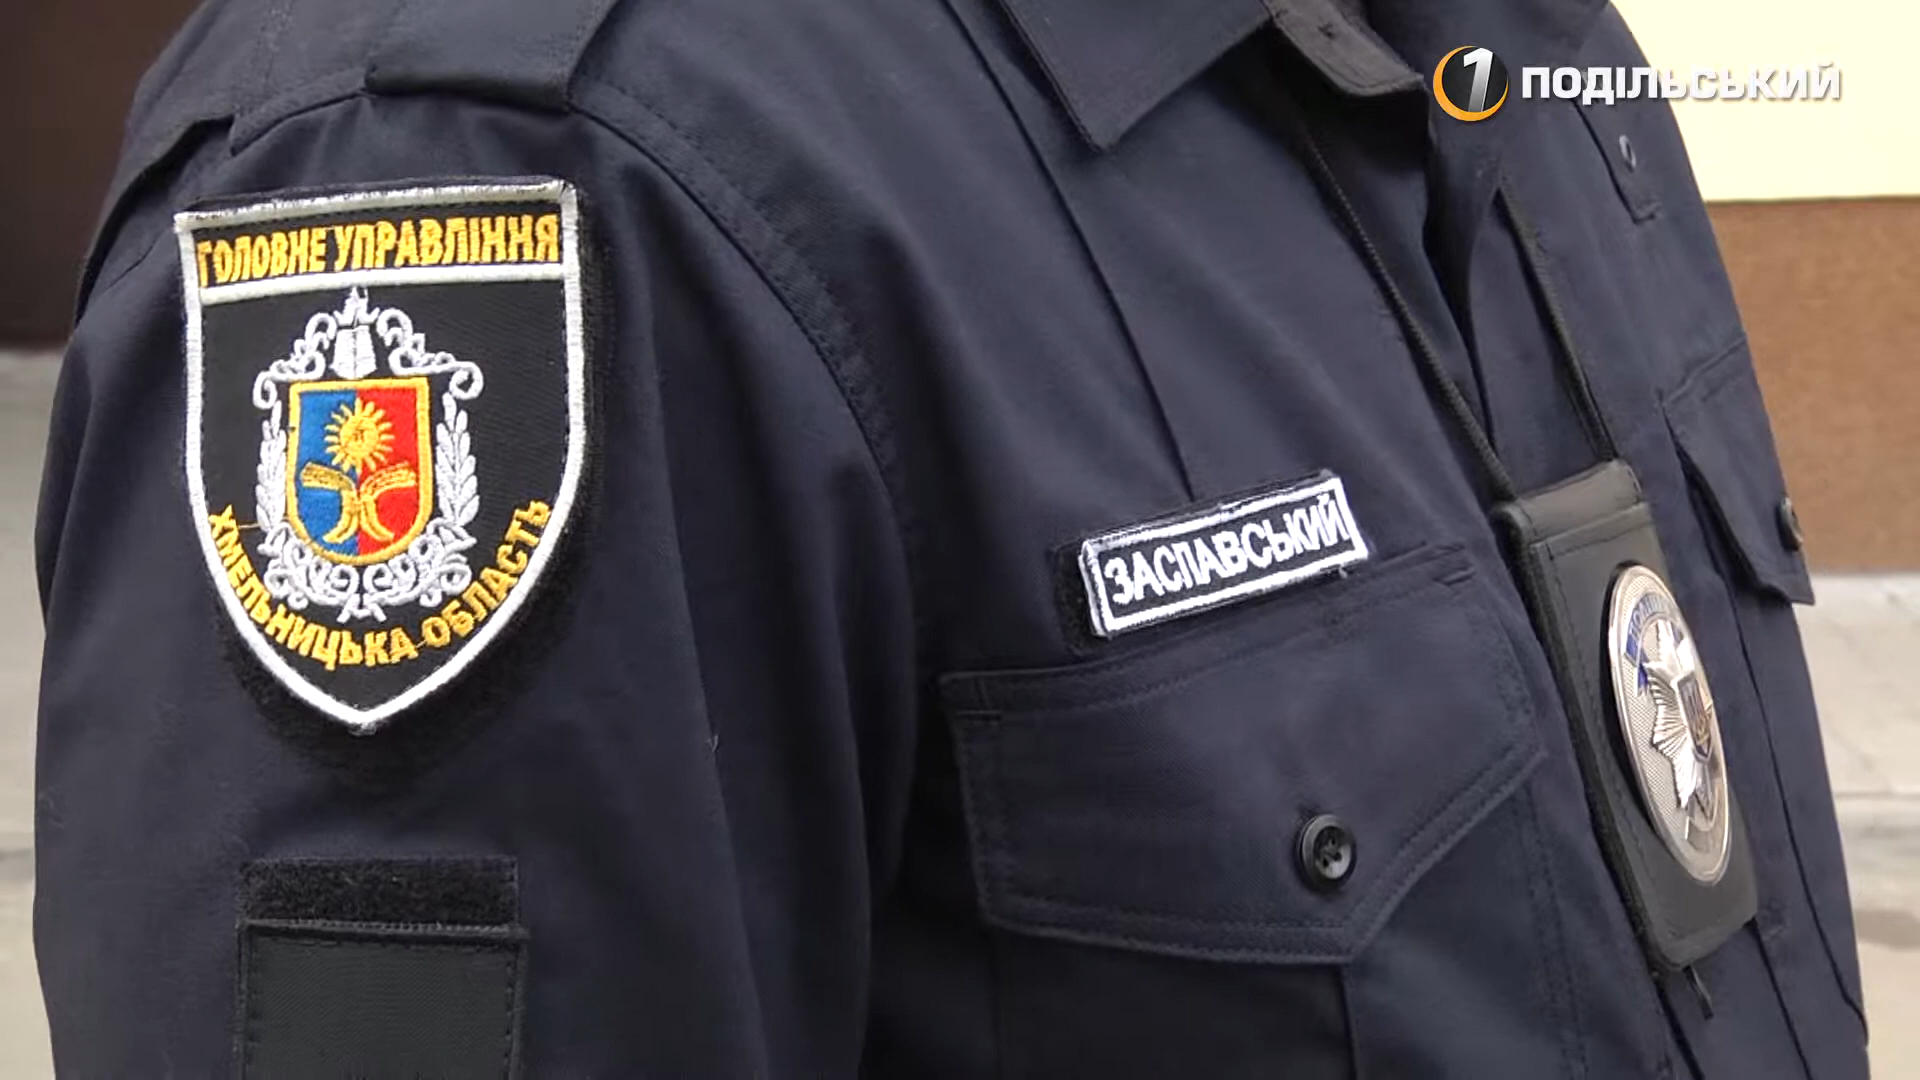 1 ПОДІЛЬСЬКИЙ
ГОЛОВНЕ УПРАВЛІННЯ
ХМЕЛЬНИЦЬКА ОБЛАСТЬ
ЗАСЛАВСЬКИЙ